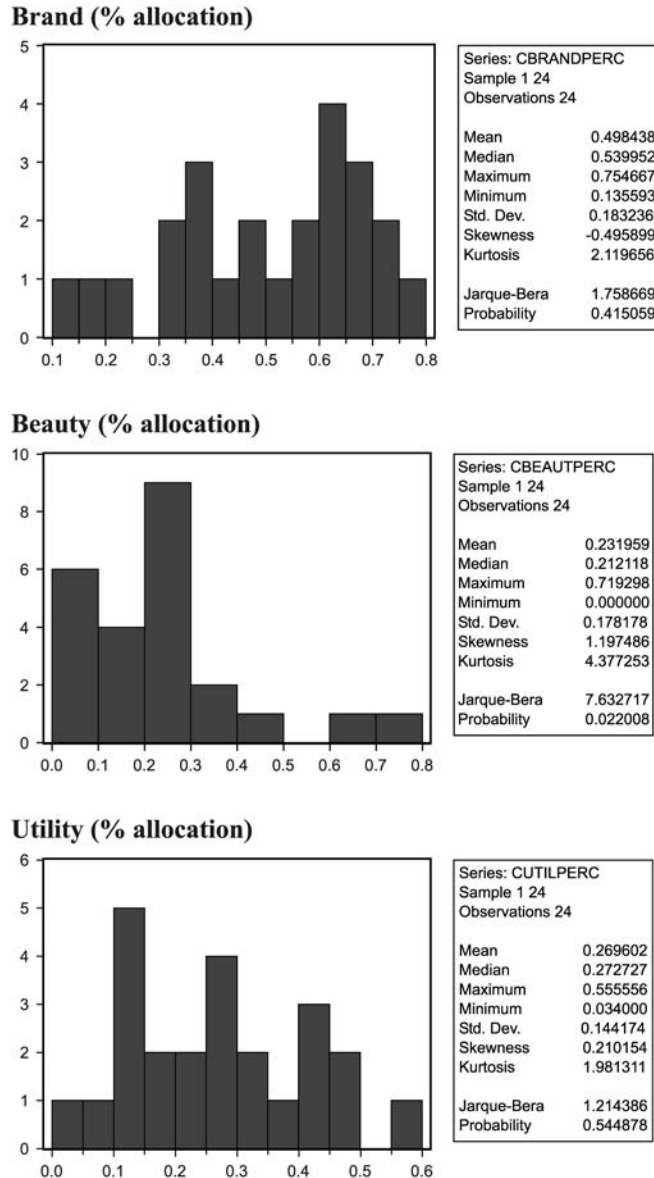 Brand (% allocation)
5
4
3
2
1
0
0.1 0.2 0.3 0.4 0.5 0.6 0.7 0.8
Series: CBRANDPERC
Sample 1 24
Observations 24
Mean 0.498438
Median 0.539952
Maximum 0.754667
Minimum 0.135593
Std. Dev. 0.183236
Skewness -0.495899
Kurtosis 2.119656
Jarque-Bera 1.758669
Probability 0.415059
Beauty (% allocation)
10
8
6
4
2
0
0.0 0.1 0.2 0.3 0.4 0.5 0.6 0.7 0.8
Series: CBEAUTPERC
Sample 1 24
Observations 24
Mean 0.231959
Median 0.212118
Maximum 0.719298
Minimum 0.000000
Std. Dev. 0.178178
Skewness 1.197486
Kurtosis 4.377253
Jarque-Bera 7.632717
Probability 0.022008
Utility (% allocation)
6
5
4
3
2
1
0
0.0 0.1 0.2 0.3 0.4 0.5 0.6
Series: CUTILPERC
Sample 1 24
Observations 24
Mean 0.269602
Median 0.272727
Maximum 0.555556
Minimum 0.034000
Std. Dev. 0.144174
Skewness 0.210154
Kurtosis 1.981311
Jarque-Bera 1.214386
Probability 0.544878